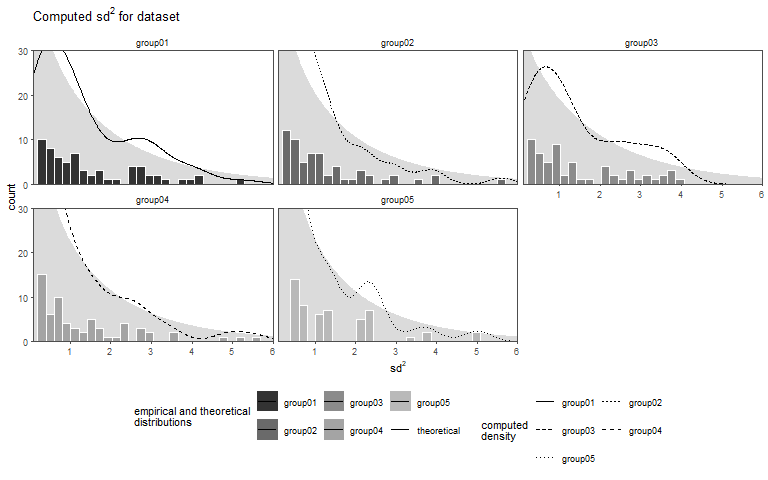 Computed sd² for dataset
group01
group02
group03
30
20
10
0
1
2
3
4
5
6
count
group04
group05
30
20
10
0
1
2
3
4
5
6
1
2
3
4
5
6
sd²
empirical and theoretical
distributions
group01
group03
group05
group02
group04
theoretical
computed
density
group01
group02
group03
group04
group05